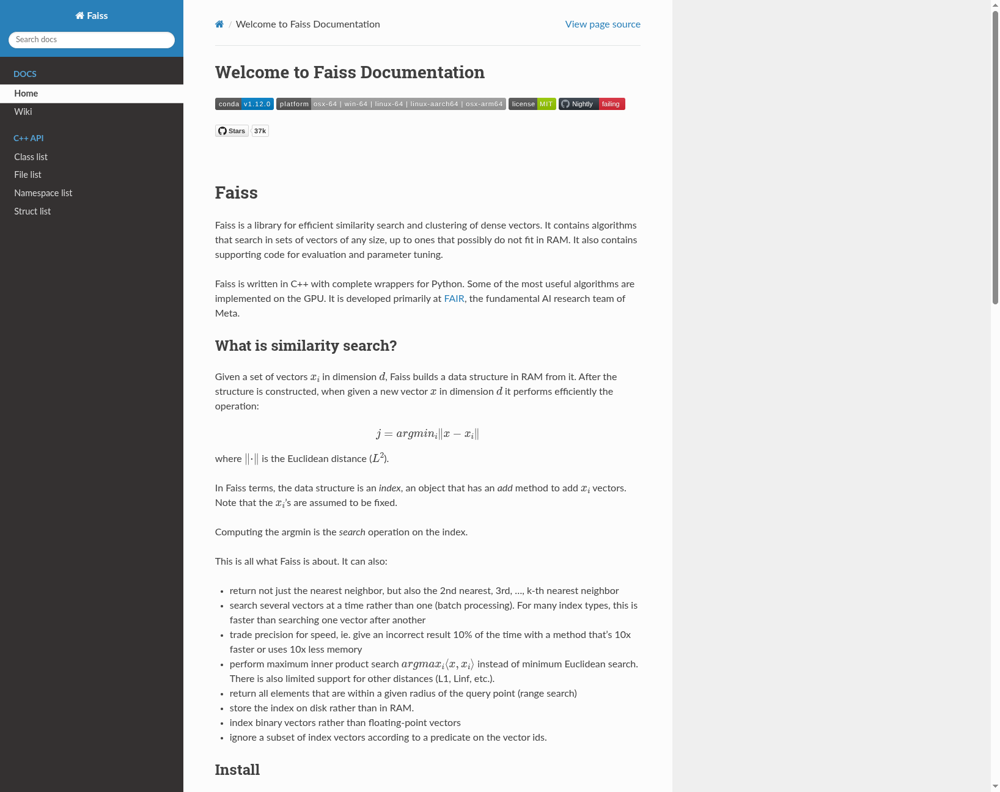 Faiss
Search docs
DOCS
Home
Wiki
C++ API
Class list
File list
Namespace list
Struct list
/ Welcome to Faiss Documentation
View page source
Welcome to Faiss Documentation
conda v1.12.0 platform osx-64 | win-64 | linux-64 | linux-aarch64 | osx-arm64 license MIT Nightly failing
Stars 37k
Faiss
Faiss is a library for efficient similarity search and clustering of dense vectors. It contains algorithms
that search in sets of vectors of any size, up to ones that possibly do not fit in RAM. It also contains
supporting code for evaluation and parameter tuning.
Faiss is written in C++ with complete wrappers for Python. Some of the most useful algorithms are
implemented on the GPU. It is developed primarily at FAIR, the fundamental AI research team of
Meta.
What is similarity search?
Given a set of vectors xᵢ in dimension d, Faiss builds a data structure in RAM from it. After the
structure is constructed, when given a new vector x in dimension d it performs efficiently the
operation:
j = argminᵢ‖x − xᵢ‖
where ‖·‖ is the Euclidean distance (L²).
In Faiss terms, the data structure is an index, an object that has an add method to add xᵢ vectors.
Note that the xᵢ’s are assumed to be fixed.
Computing the argmin is the search operation on the index.
This is all what Faiss is about. It can also:
• return not just the nearest neighbor, but also the 2nd nearest, 3rd, …, k-th nearest neighbor
• search several vectors at a time rather than one (batch processing). For many index types, this is
faster than searching one vector after another
• trade precision for speed, ie. give an incorrect result 10% of the time with a method that’s 10x
faster or uses 10x less memory
• perform maximum inner product search argmaxᵢ⟨x, xᵢ⟩ instead of minimum Euclidean search.
There is also limited support for other distances (L1, Linf, etc.).
• return all elements that are within a given radius of the query point (range search)
• store the index on disk rather than in RAM.
• index binary vectors rather than floating-point vectors
• ignore a subset of index vectors according to a predicate on the vector ids.
Install